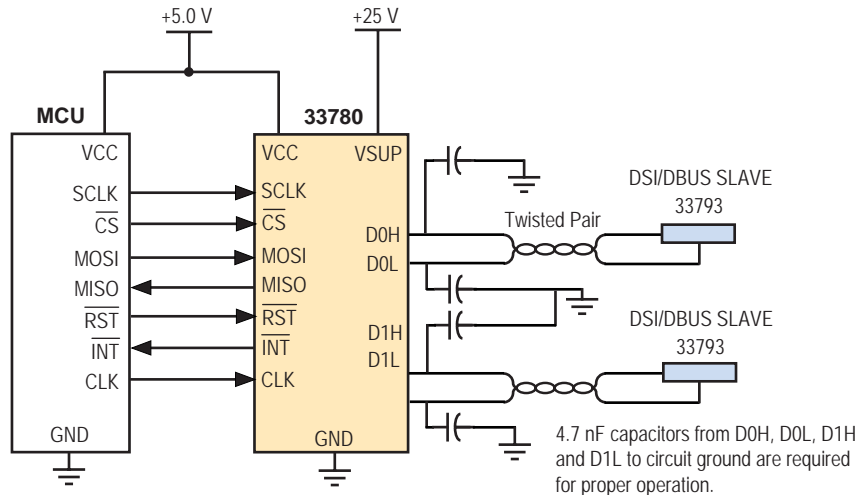 +5.0 V
+25 V
MCU
33780
VCC
VCC
VSUP
SCLK
SCLK
CS
CS
MOSI
MOSI
MISO
MISO
RST
RST
INT
INT
CLK
CLK
GND
GND
D0H
D0L
D1H
D1L
Twisted Pair
DSI/DBUS SLAVE
33793
DSI/DBUS SLAVE
33793
4.7 nF capacitors from D0H, D0L, D1H
and D1L to circuit ground are required
for proper operation.